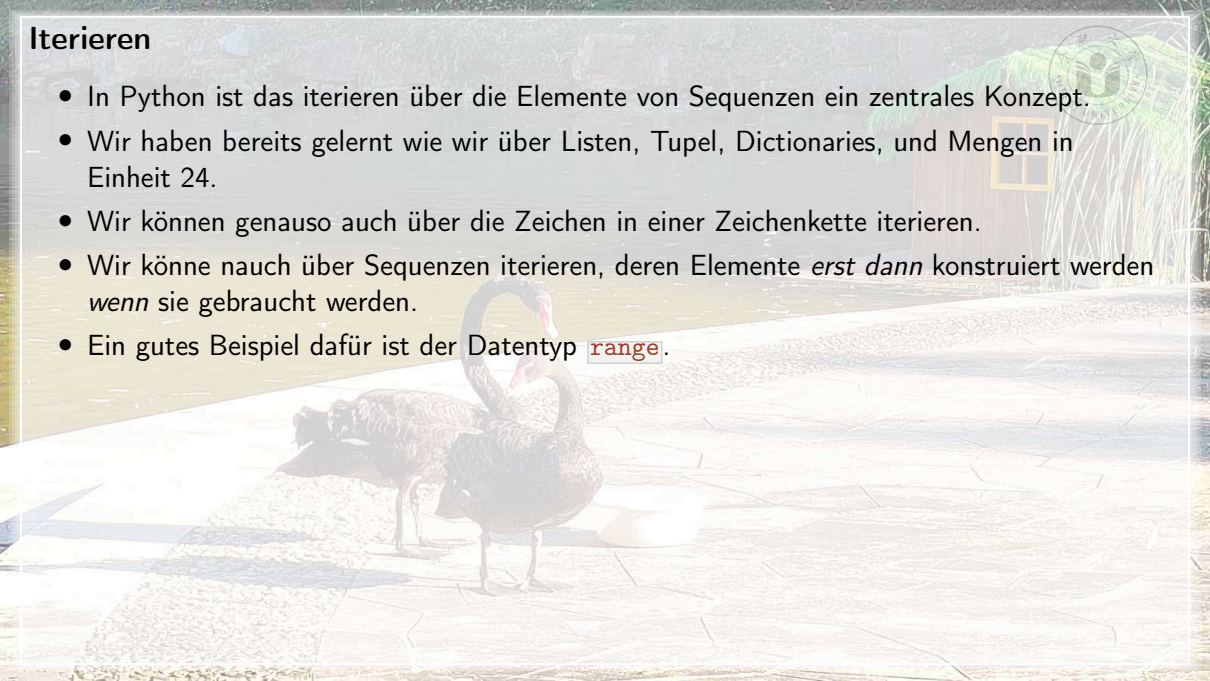 Iterieren
• In Python ist das iterieren über die Elemente von Sequenzen ein zentrales Konzept.
• Wir haben bereits gelernt wie wir über Listen, Tupel, Dictionaries, und Mengen in
Einheit 24.
• Wir können genauso auch über die Zeichen in einer Zeichenkette iterieren.
• Wir könne nauch über Sequenzen iterieren, deren Elemente erst dann konstruiert werden
wenn sie gebraucht werden.
• Ein gutes Beispiel dafür ist der Datentyp range.